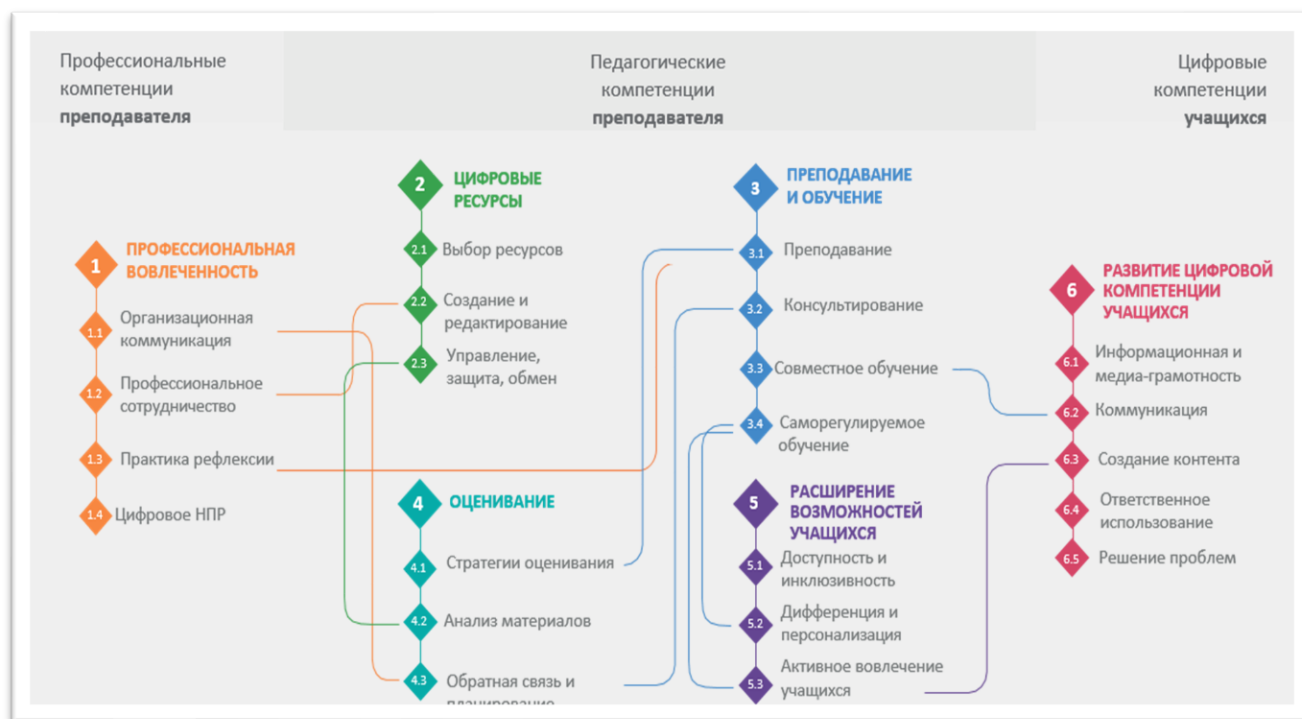 Профессиональные
компетенции
преподавателя
Педагогические
компетенции
преподавателя
Цифровые
компетенции
учащихся
1
ПРОФЕССИОНАЛЬНАЯ
ВОВЛЕЧЕННОСТЬ
1.1
Организационная
коммуникация
1.2
Профессиональное
сотрудничество
1.3
Практика рефлексии
1.4
Цифровое НПР
2
ЦИФРОВЫЕ
РЕСУРСЫ
2.1
Выбор ресурсов
2.2
Создание и
редактирование
2.3
Управление,
защита, обмен
4
ОЦЕНИВАНИЕ
4.1
Стратегии оценивания
4.2
Анализ материалов
4.3
Обратная связь и
планирование
3
ПРЕПОДАВАНИЕ
И ОБУЧЕНИЕ
3.1
Преподавание
3.2
Консультирование
3.3
Совместное обучение
3.4
Саморегулируемое
обучение
5
РАСШИРЕНИЕ
ВОЗМОЖНОСТЕЙ
УЧАЩИХСЯ
5.1
Доступность и
инклюзивность
5.2
Дифференция и
персонализация
5.3
Активное вовлечение
учащихся
6
РАЗВИТИЕ ЦИФРОВОЙ
КОМПЕТЕНЦИИ
УЧАЩИХСЯ
6.1
Информационная и
медиа-грамотность
6.2
Коммуникация
6.3
Создание контента
6.4
Ответственное
использование
6.5
Решение проблем